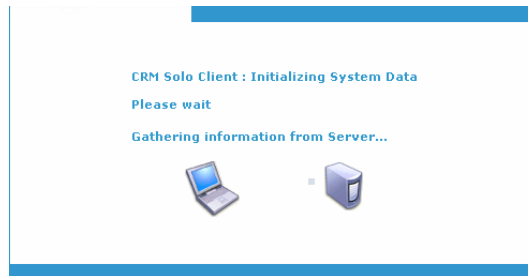 CRM Solo Client : Initializing System Data
Please wait
Gathering information from Server...